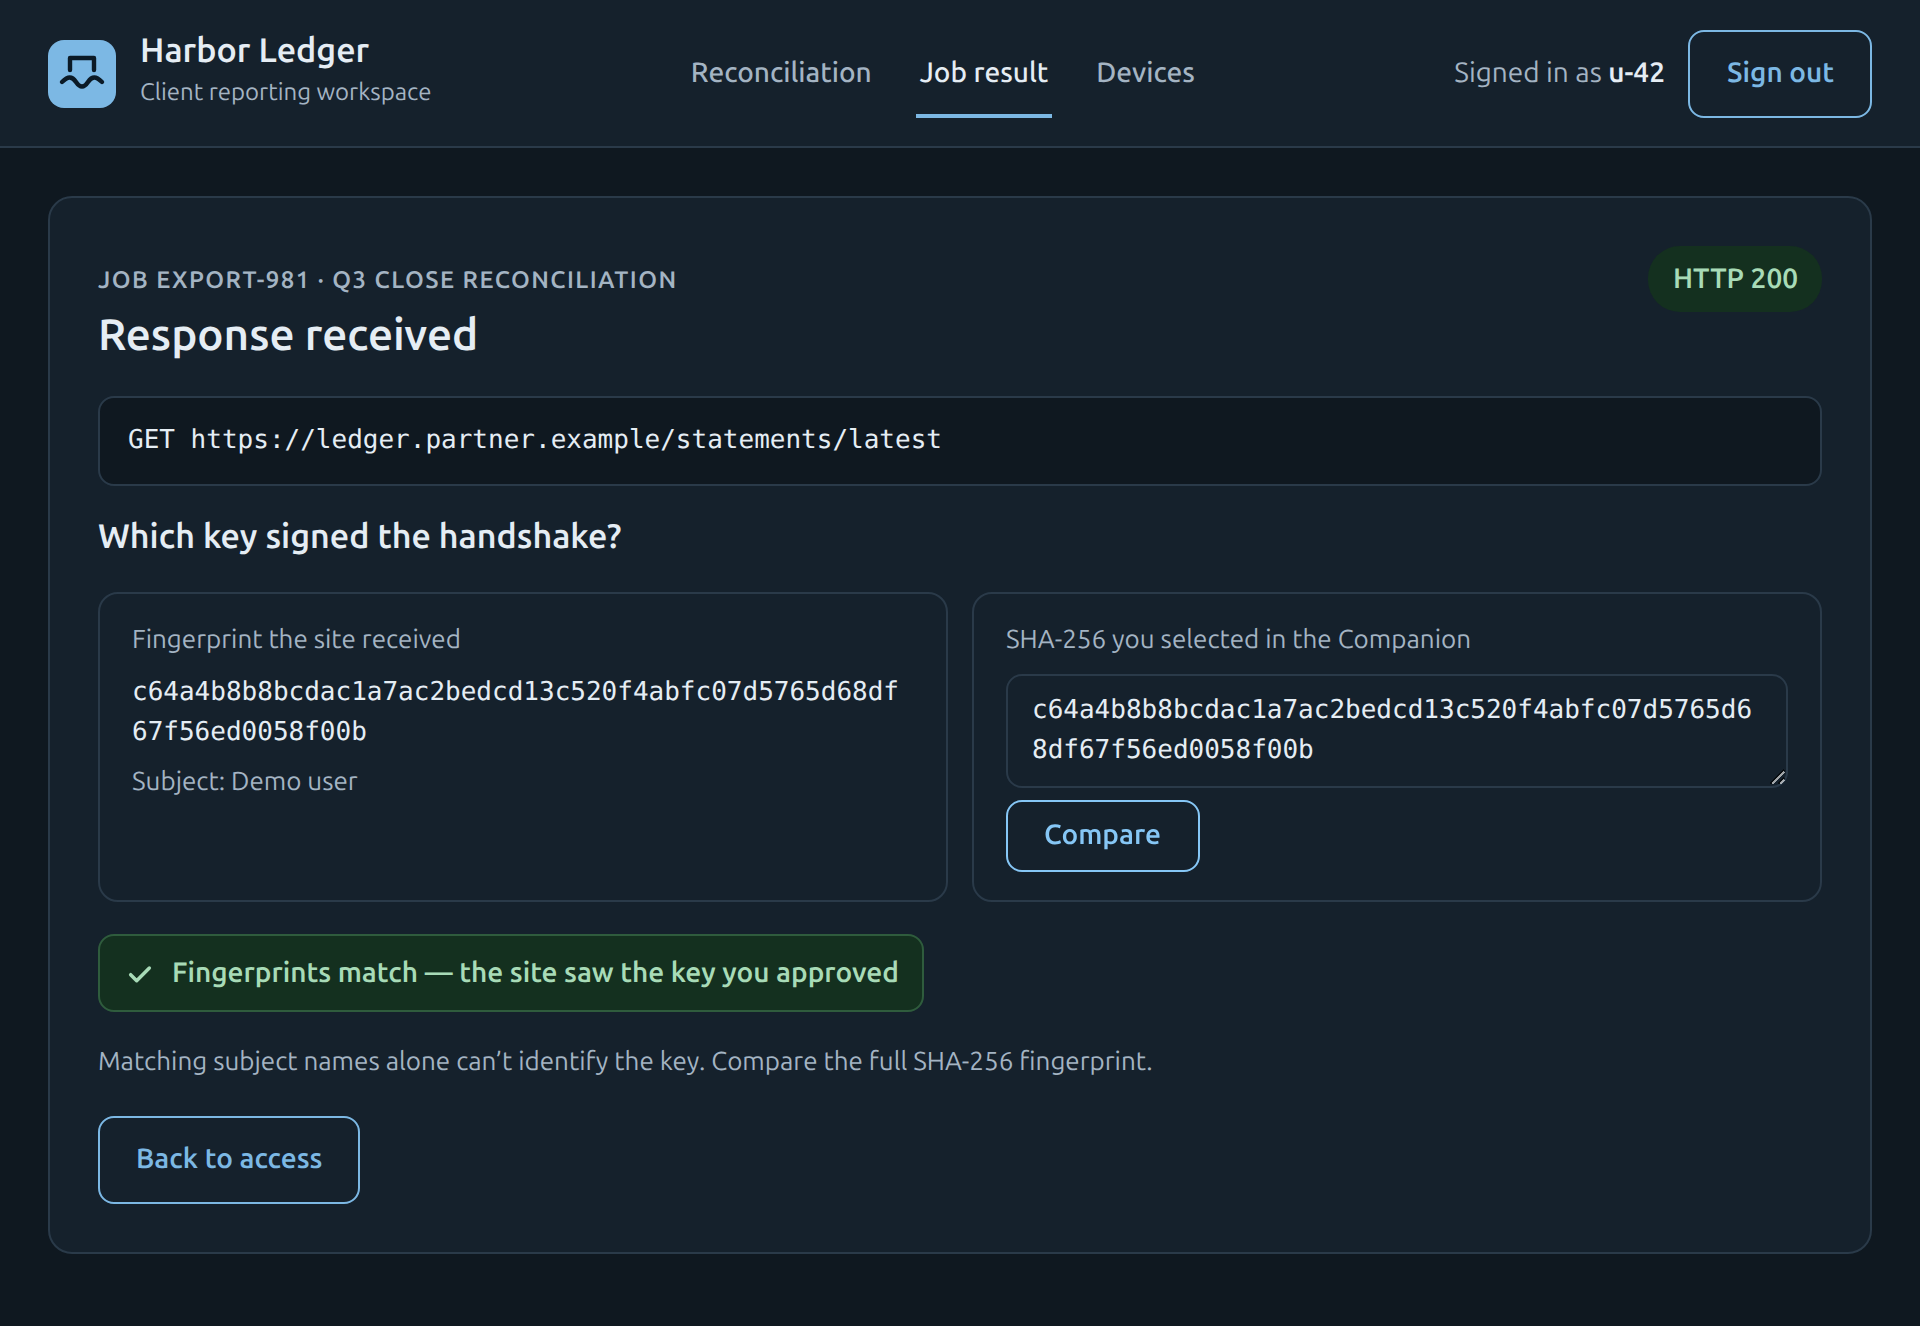 Harbor Ledger
Client reporting workspace
Reconciliation
Job result
Devices
Signed in as u-42
Sign out
JOB EXPORT-981 · Q3 CLOSE RECONCILIATION
HTTP 200
Response received
GET https://ledger.partner.example/statements/latest
Which key signed the handshake?
Fingerprint the site received
c64a4b8b8bcdac1a7ac2bedcd13c520f4abfc07d5765d68df
67f56ed0058f00b
Subject: Demo user
SHA-256 you selected in the Companion
c64a4b8b8bcdac1a7ac2bedcd13c520f4abfc07d5765d6
8df67f56ed0058f00b
Compare
Fingerprints match — the site saw the key you approved
Matching subject names alone can’t identify the key. Compare the full SHA-256 fingerprint.
Back to access